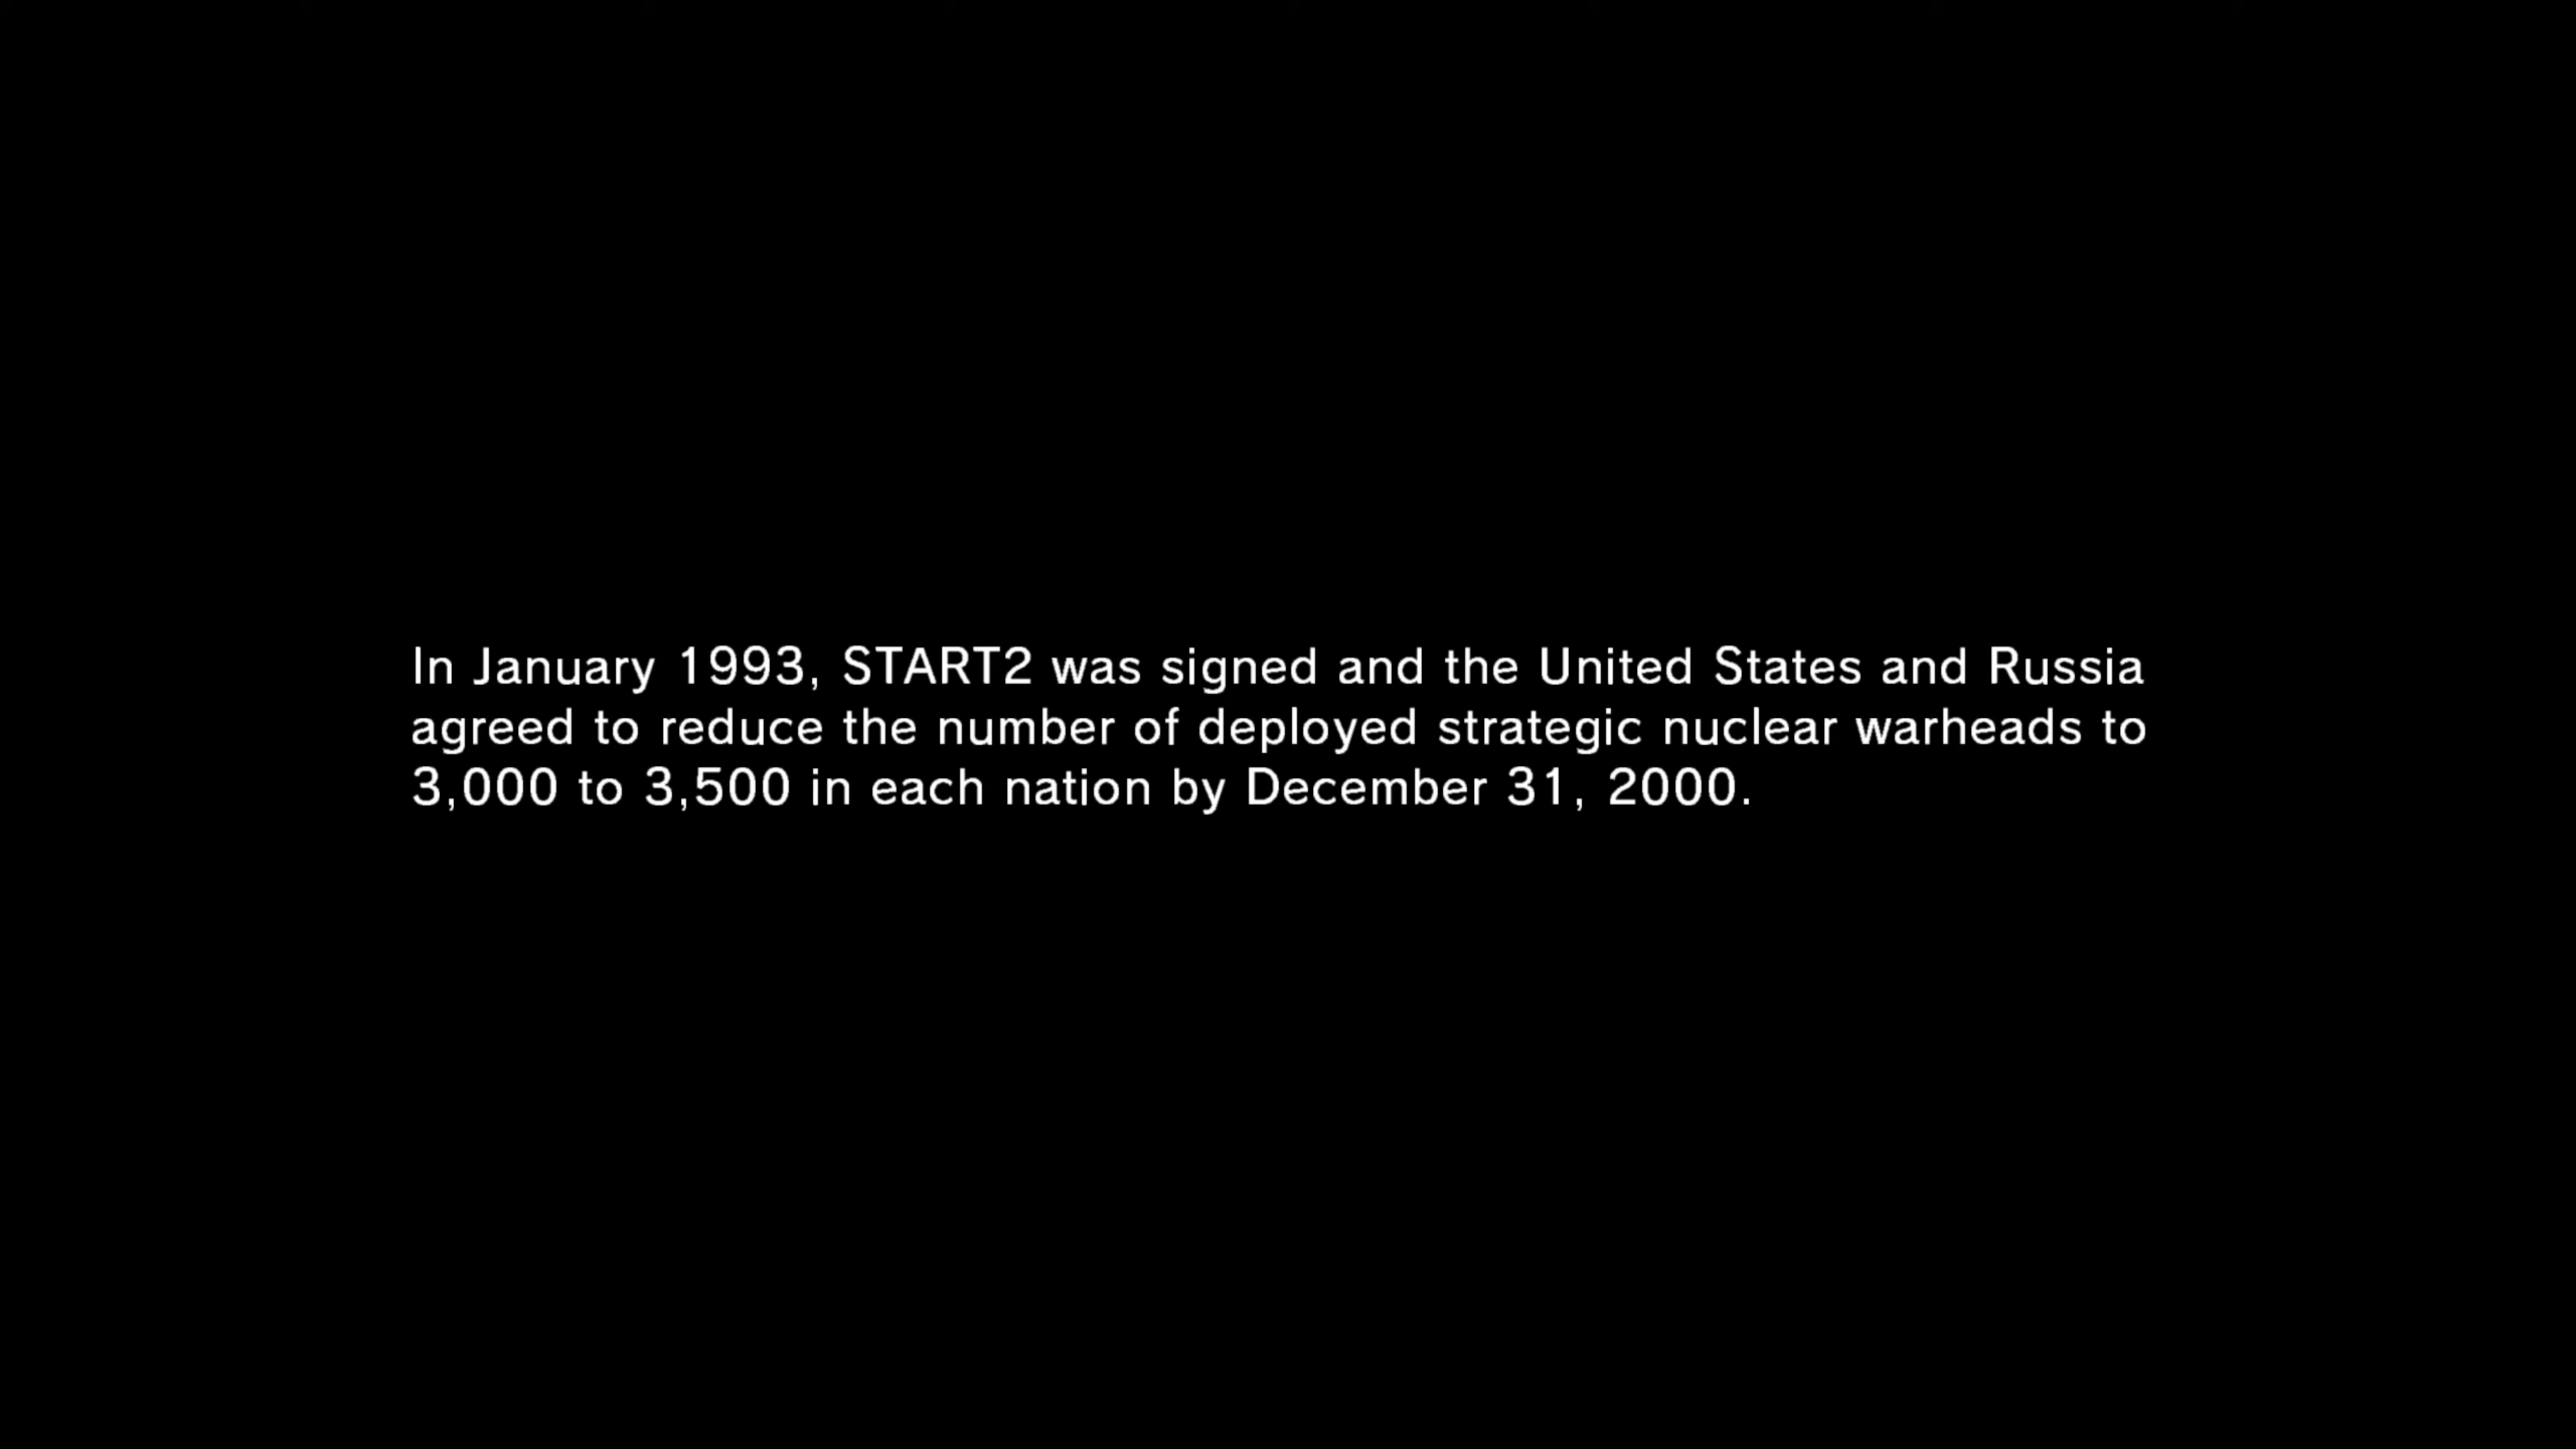 In January 1993, START2 was signed and the United States and Russia
agreed to reduce the number of deployed strategic nuclear warheads to
3,000 to 3,500 in each nation by December 31, 2000.